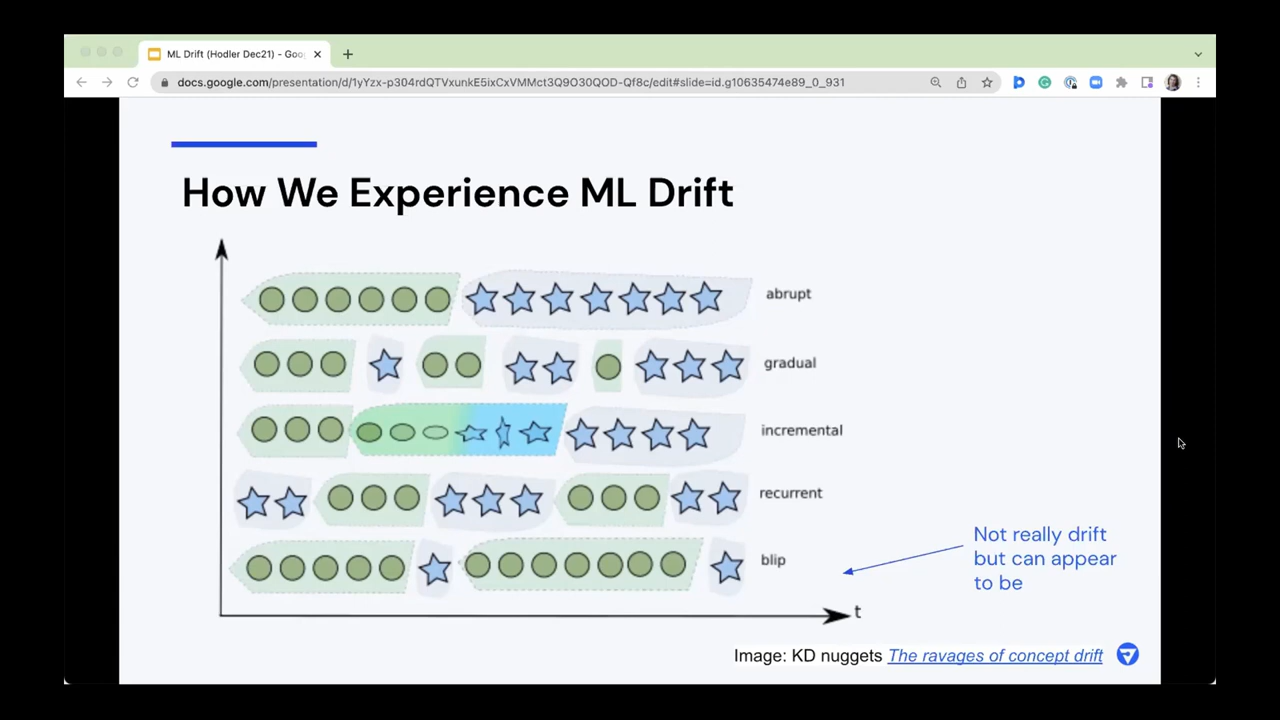 ML Drift (Hodler Dec21) - Goo
docs.google.com/presentation/d/1yYzx-p304rdQTVxunkE5ixCxVMMct3Q9O30QOD-Qf8c/edit#slide=id.g10635474e89_0_931
How We Experience ML Drift
abrupt
gradual
incremental
recurrent
blip
Not really drift
but can appear
to be
t
Image: KD nuggets The ravages of concept drift